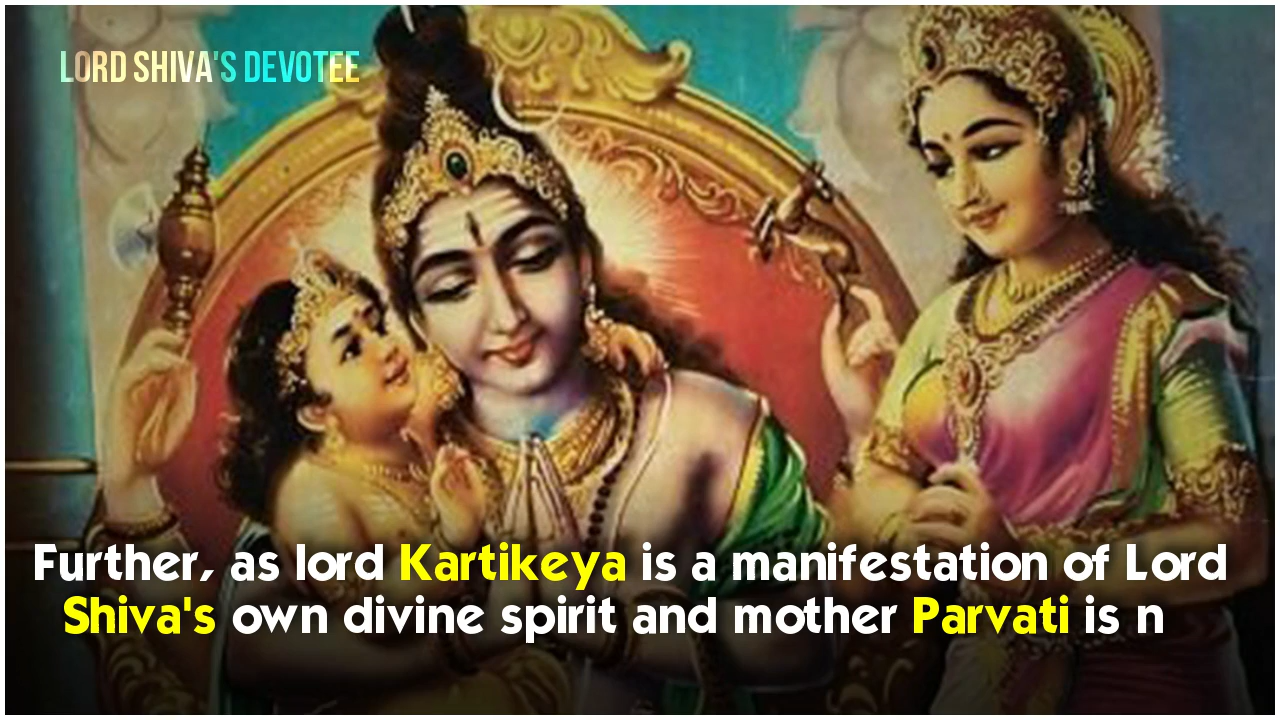 LORD SHIVA'S DEVOTEE
Further, as lord Kartikeya is a manifestation of Lord
Shiva's own divine spirit and mother Parvati is n